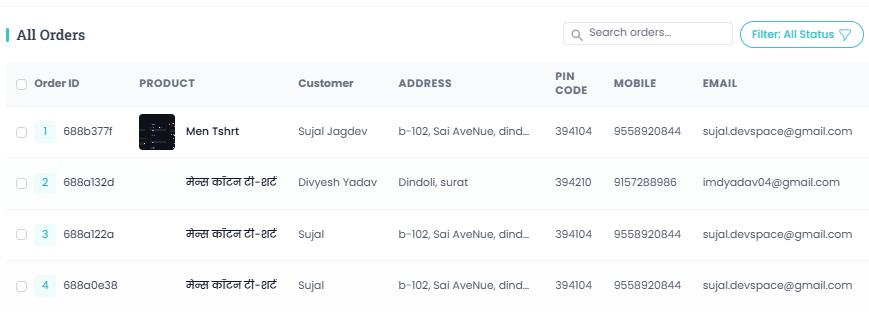 All Orders
Search orders...
Filter: All Status
Order ID PRODUCT Customer ADDRESS PIN CODE MOBILE EMAIL
1 688b377f Men Tshrt Sujal Jagdev b-102, Sai AveNue, dind... 394104 9558920844 sujal.devspace@gmail.com
2 688a132d मेन्स कॉटन टी-शर्ट Divyesh Yadav Dindoli, surat 394210 9157288986 imdyadav04@gmail.com
3 688a122a मेन्स कॉटन टी-शर्ट Sujal b-102, Sai AveNue, dind... 394104 9558920844 sujal.devspace@gmail.com
4 688a0e38 मेन्स कॉटन टी-शर्ट Sujal b-102, Sai AveNue, dind... 394104 9558920844 sujal.devspace@gmail.com